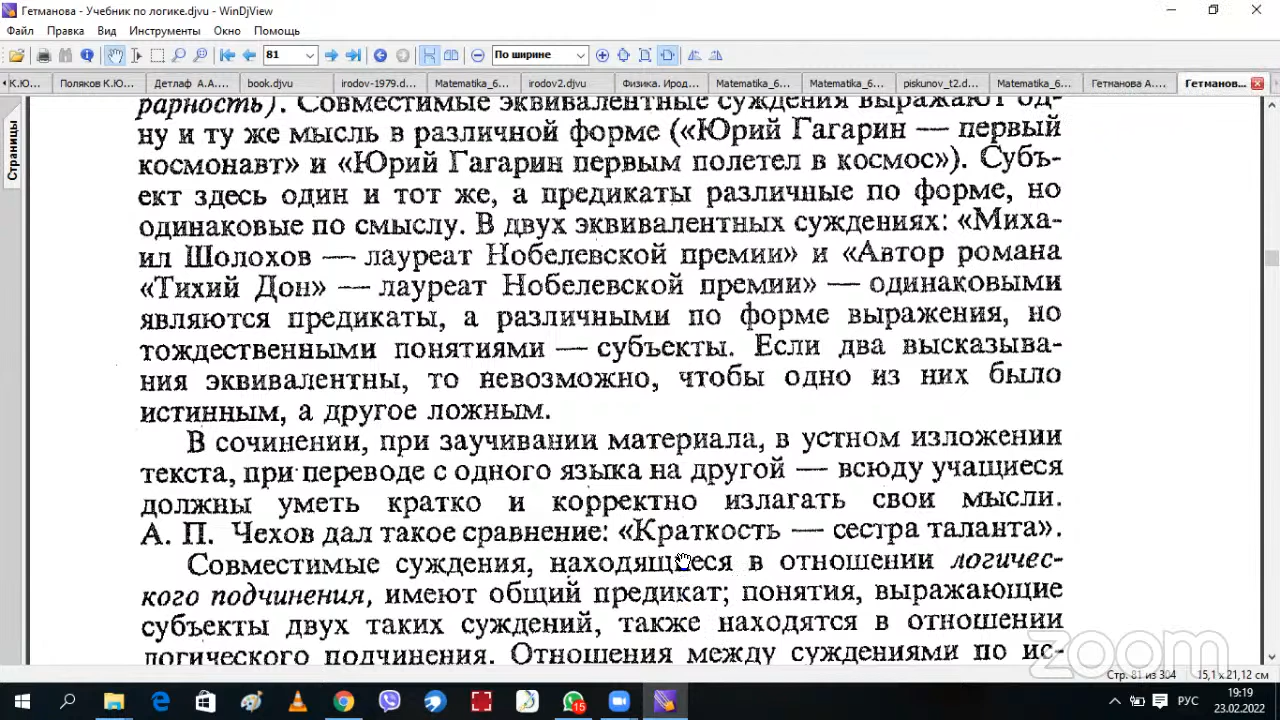 Гетманова - Учебник по логике.djvu - WinDjView
Файл Правка Вид Инструменты Окно Помощь
81 По ширине
К.Ю... Поляков К.Ю... Детлаф А.А.... book.djvu irodov-1979.d... Matematika_6... irodov2.djvu Физика. Ирод... Matematika_6... Matematika_6... piskunov_t2.d... Matematika_6... Гетманова А.... Гетманов...
Страницы
рарность). Совместимые эквивалентные суждения выражают од-
ну и ту же мысль в различной форме («Юрий Гагарин — первый
космонавт» и «Юрий Гагарин первым полетел в космос»). Субъ-
ект здесь один и тот же, а предикаты различные по форме, но
одинаковые по смыслу. В двух эквивалентных суждениях: «Миха-
ил Шолохов — лауреат Нобелевской премии» и «Автор романа
«Тихий Дон» — лауреат Нобелевской премии» — одинаковыми
являются предикаты, а различными по форме выражения, но
тождественными понятиями — субъекты. Если два высказыва-
ния эквивалентны, то невозможно, чтобы одно из них было
истинным, а другое ложным.
В сочинении, при заучивании материала, в устном изложении
текста, при переводе с одного языка на другой — всюду учащиеся
должны уметь кратко и корректно излагать свои мысли.
А. П. Чехов дал такое сравнение: «Краткость — сестра таланта».
Совместимые суждения, находящиеся в отношении логичес-
кого подчинения, имеют общий предикат; понятия, выражающие
субъекты двух таких суждений, также находятся в отношении
логического подчинения. Отношения между суждениями по ис-
zoom
Стр. 81 из 304 15,1 x 21,12 см
15 РУС 19:19
23.02.2022